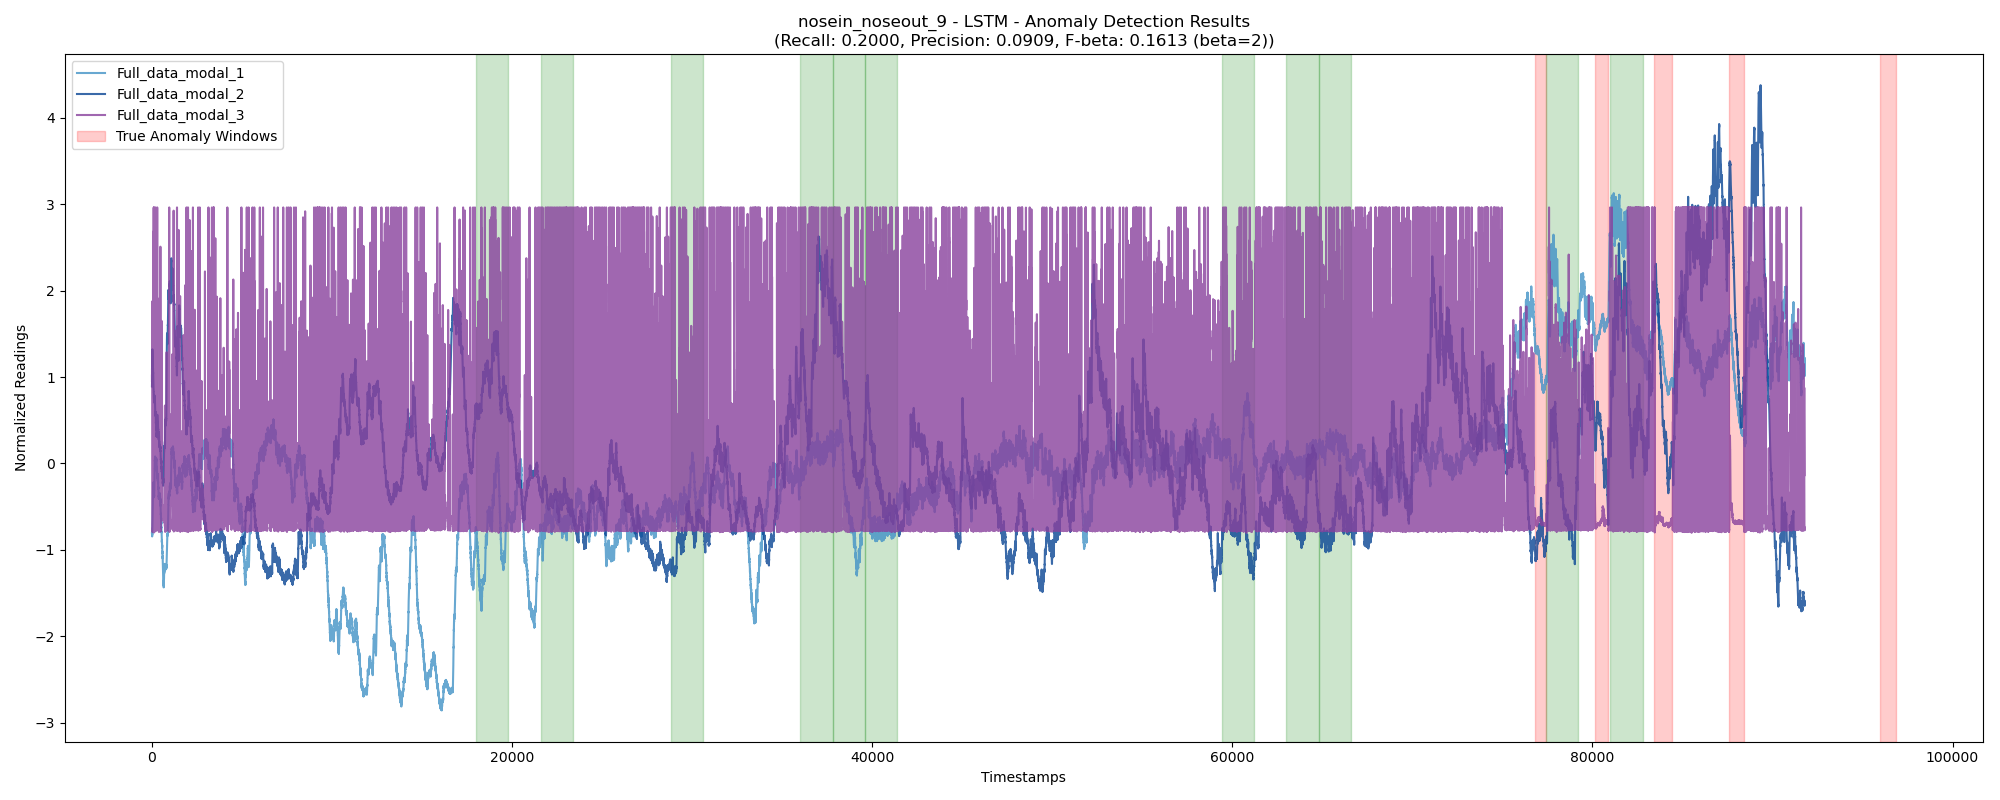 nosein_noseout_9 - LSTM - Anomaly Detection Results
(Recall: 0.2000, Precision: 0.0909, F-beta: 0.1613 (beta=2))
Full_data_modal_1
Full_data_modal_2
Full_data_modal_3
True Anomaly Windows
Normalized Readings
4
3
2
1
0
−1
−2
−3
0
20000
40000
60000
80000
100000
Timestamps